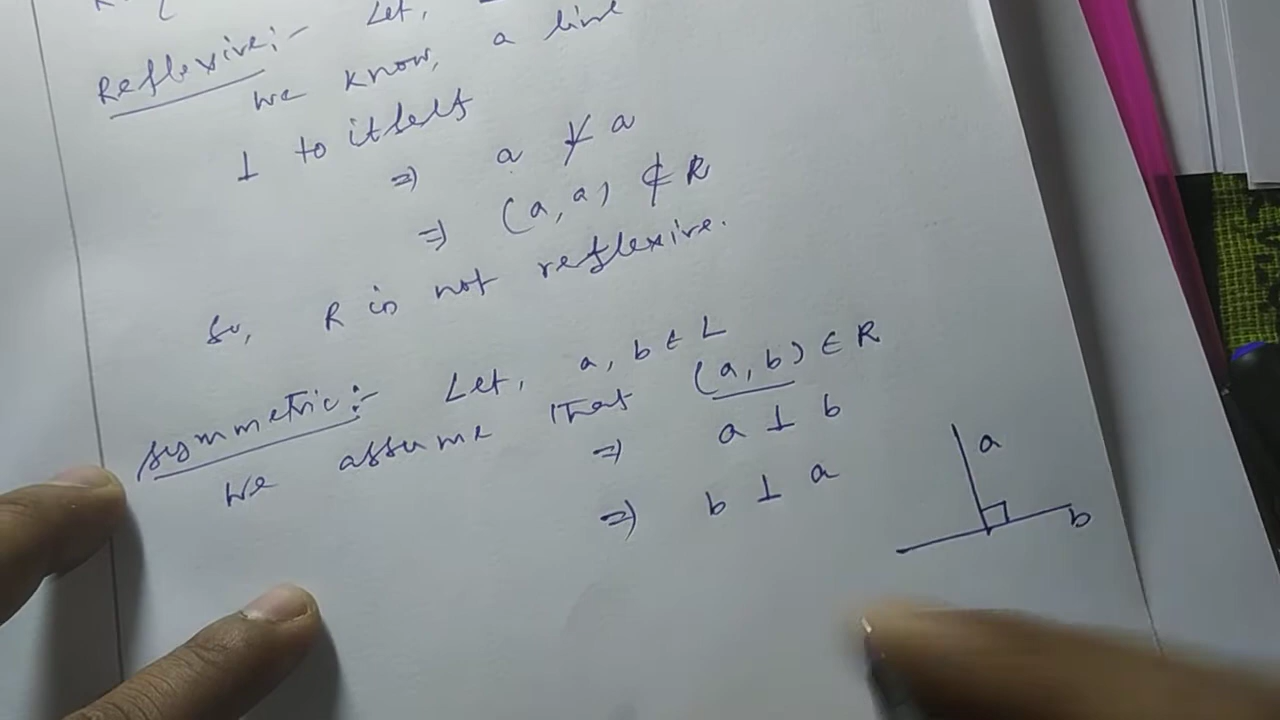 Let,
Reflexive:-
we know, a line
⊥ to itself
⇒ a ⊥̸ a
⇒ (a, a) ∉ R
So, R is not reflexive.
Symmetric:- Let, a, b ∈ L
we assume that (a, b) ∈ R
⇒ a ⊥ b
⇒ b ⊥ a
a
b